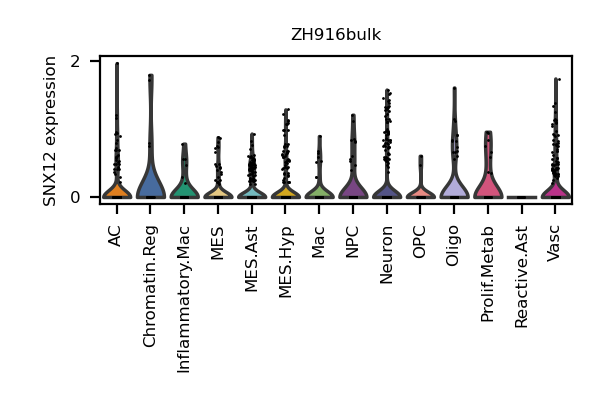 ZH916bulk
SNX12 expression
2
0
AC
Chromatin.Reg
Inflammatory.Mac
MES
MES.Ast
MES.Hyp
Mac
NPC
Neuron
OPC
Oligo
Prolif.Metab
Reactive.Ast
Vasc